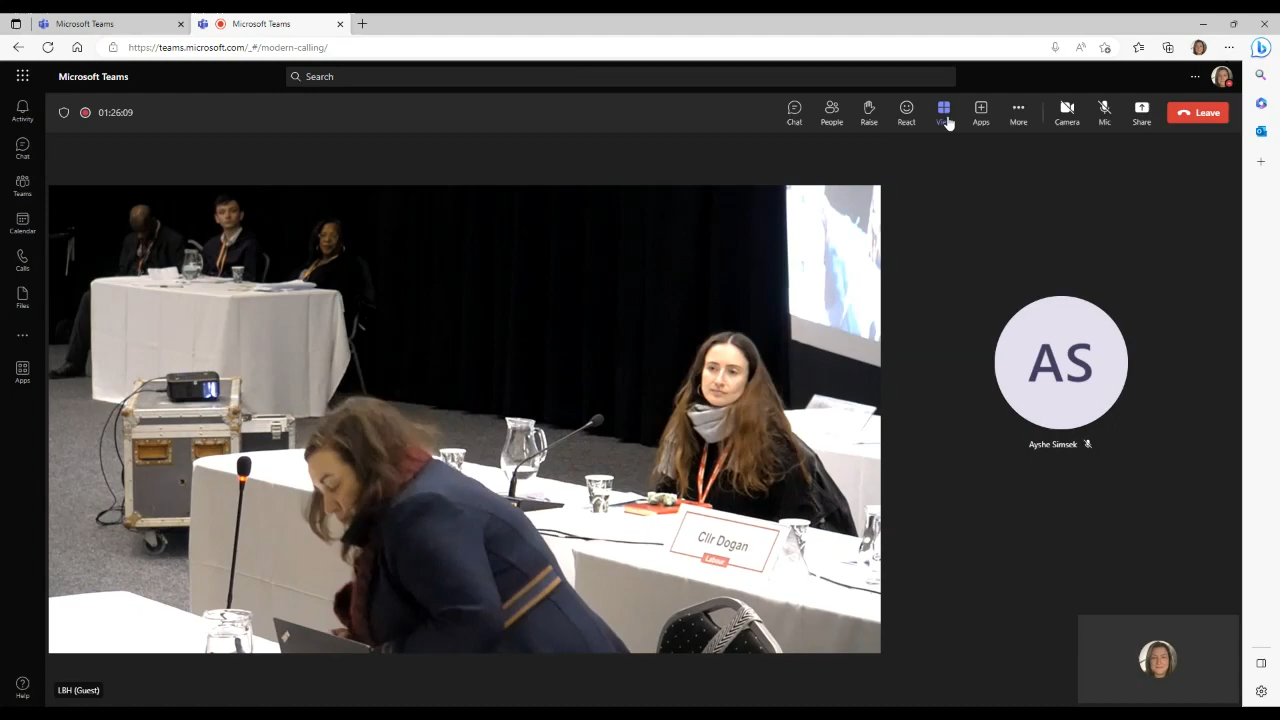 Microsoft Teams
Microsoft Teams
https://teams.microsoft.com/_#/modern-calling/
Microsoft Teams
Search
01:26:09
Chat
People
Raise
React
View
Apps
More
Camera
Mic
Share
Leave
Activity
Chat
Teams
Calendar
Calls
Files
Apps
Help
Cllr Dogan
Labour
AS
Ayshe Simsek
LBH (Guest)